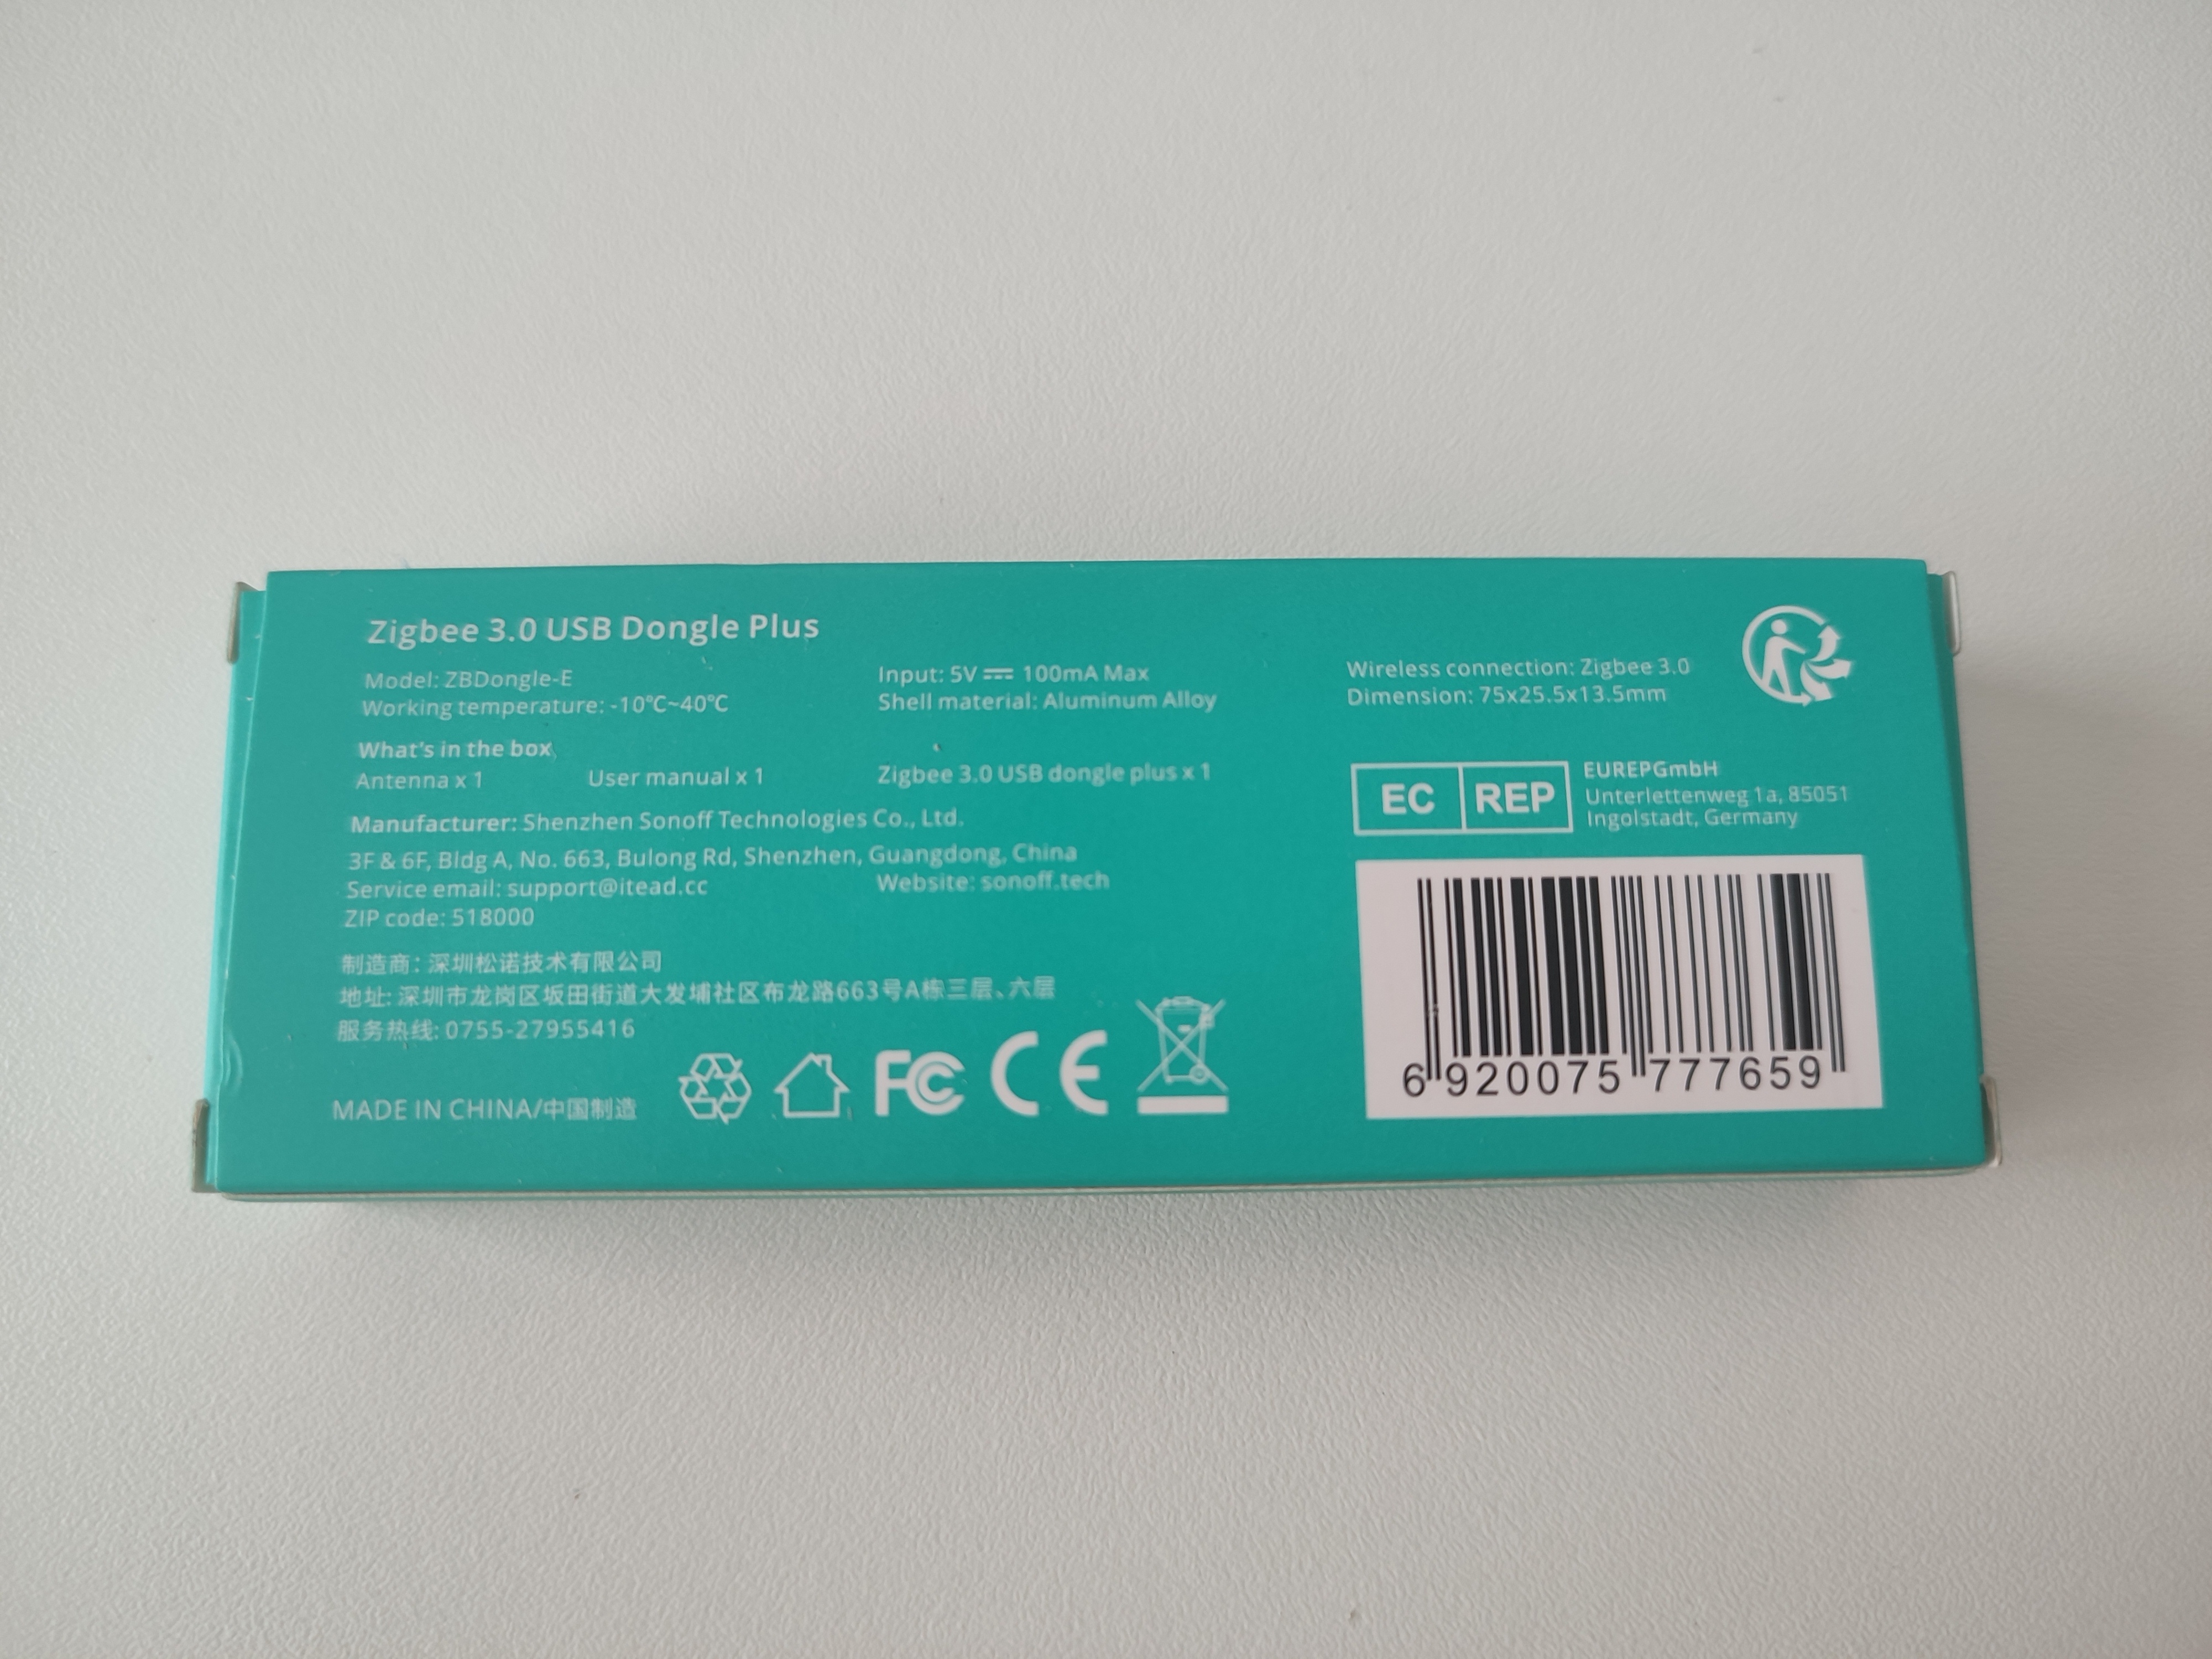 Zigbee 3.0 USB Dongle Plus
Model: ZBDongle-E
Working temperature: -10℃~40℃
Input: 5V ⎓ 100mA Max
Shell material: Aluminum Alloy
Wireless connection: Zigbee 3.0
Dimension: 75x25.5x13.5mm
What's in the box
Antenna x 1 User manual x 1 Zigbee 3.0 USB dongle plus x 1
Manufacturer: Shenzhen Sonoff Technologies Co., Ltd.
3F & 6F, Bldg A, No. 663, Bulong Rd, Shenzhen, Guangdong, China
Service email: support@itead.cc Website: sonoff.tech
ZIP code: 518000
制造商: 深圳松诺技术有限公司
地址: 深圳市龙岗区坂田街道大发埔社区布龙路663号A栋三层、六层
服务热线: 0755-27955416
MADE IN CHINA/中国制造
FC CE
EC REP
EUREPGmbH
Unterlettenweg 1a, 85051
Ingolstadt, Germany
6 920075 777659